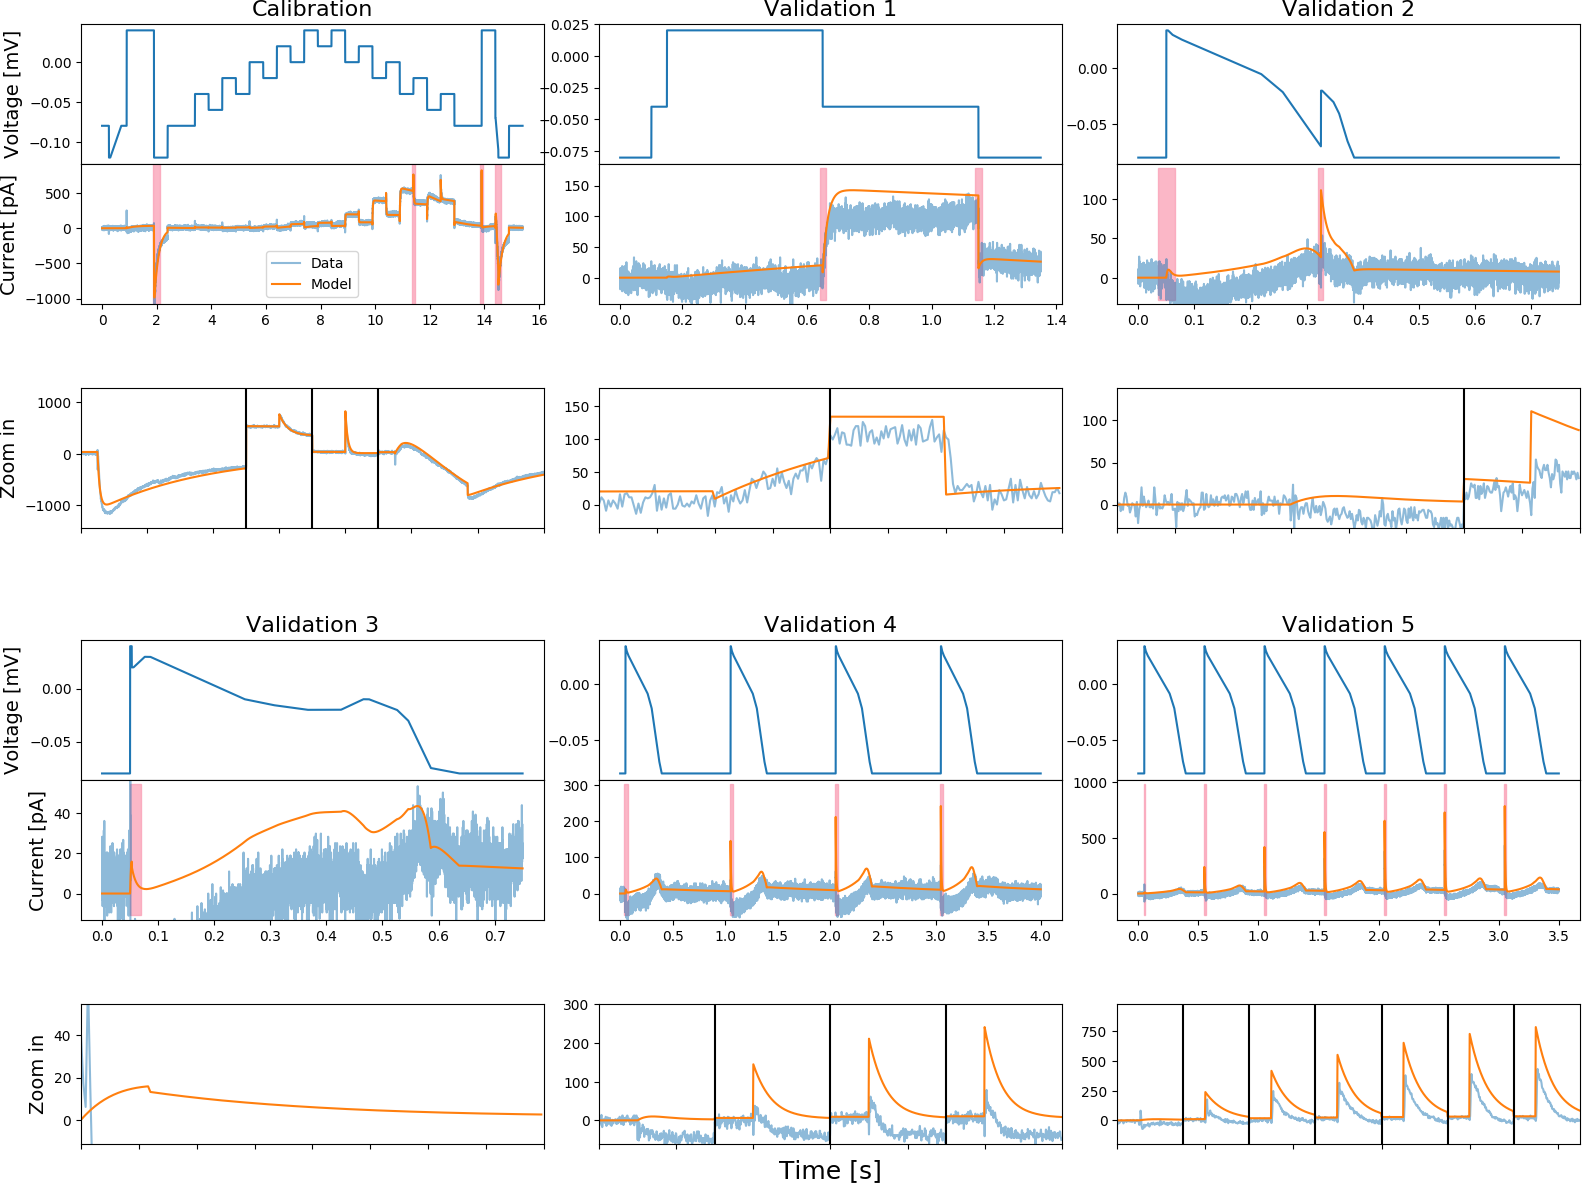 Calibration
Validation 1
Validation 2
Voltage [mV]
0.00
−0.05
−0.10
0.025
0.000
−0.025
−0.050
−0.075
0.00
−0.05
Current [pA]
500
0
−500
−1000
Data
Model
150
100
50
0
100
50
0
0 2 4 6 8 10 12 14 16
0.0 0.2 0.4 0.6 0.8 1.0 1.2 1.4
0.0 0.1 0.2 0.3 0.4 0.5 0.6 0.7
Zoom in
1000
0
−1000
150
100
50
0
100
50
0
Validation 3
Validation 4
Validation 5
Voltage [mV]
0.00
−0.05
0.00
−0.05
0.00
−0.05
Current [pA]
40
20
0
300
200
100
0
1000
500
0
0.0 0.1 0.2 0.3 0.4 0.5 0.6 0.7
0.0 0.5 1.0 1.5 2.0 2.5 3.0 3.5 4.0
0.0 0.5 1.0 1.5 2.0 2.5 3.0 3.5
Zoom in
40
20
0
300
200
100
0
750
500
250
0
Time [s]